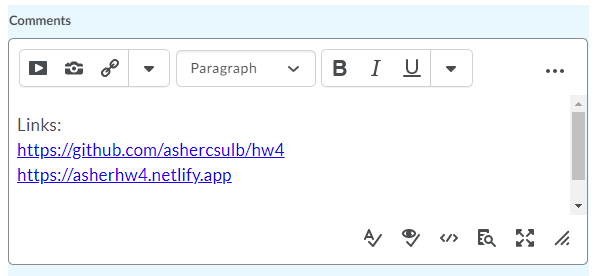 Comments
Paragraph
B I U
Links:
https://github.com/ashercsulb/hw4
https://asherhw4.netlify.app